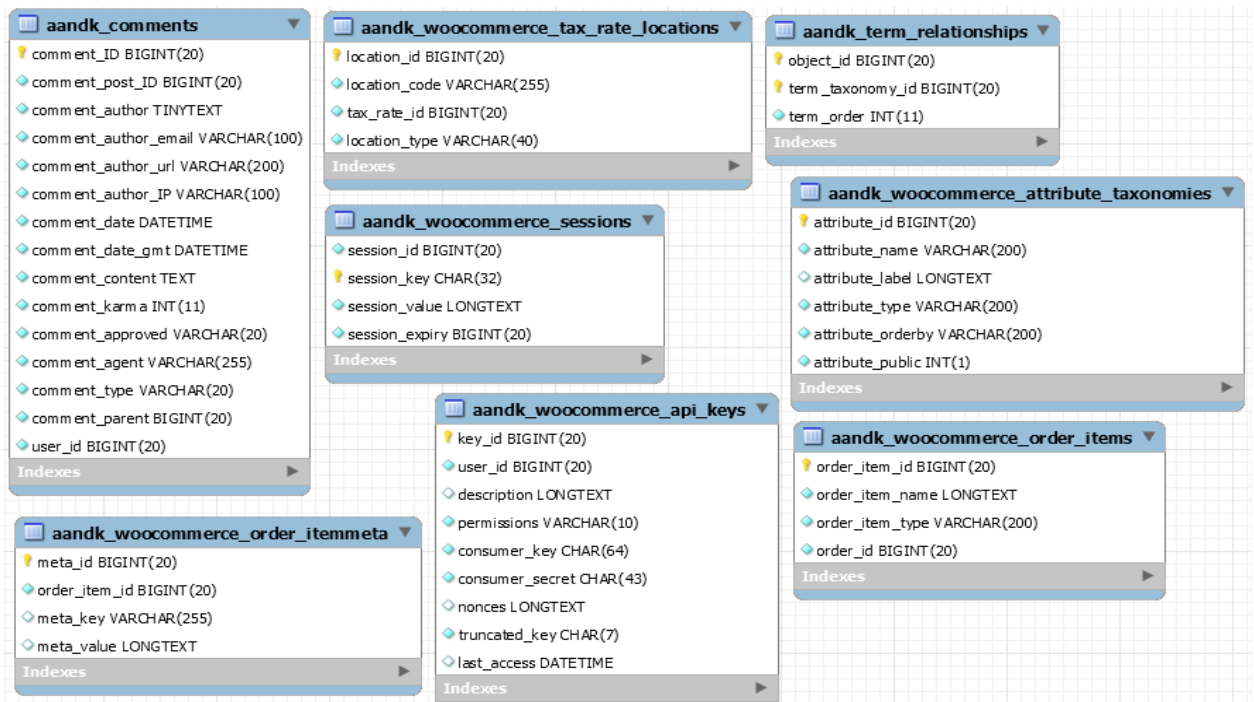 aandk_comments
comment_ID BIGINT(20)
comment_post_ID BIGINT(20)
comment_author TINYTEXT
comment_author_email VARCHAR(100)
comment_author_url VARCHAR(200)
comment_author_IP VARCHAR(100)
comment_date DATETIME
comment_date_gmt DATETIME
comment_content TEXT
comment_karma INT(11)
comment_approved VARCHAR(20)
comment_agent VARCHAR(255)
comment_type VARCHAR(20)
comment_parent BIGINT(20)
user_id BIGINT(20)
Indexes
aandk_woocommerce_tax_rate_locations
location_id BIGINT(20)
location_code VARCHAR(255)
tax_rate_id BIGINT(20)
location_type VARCHAR(40)
Indexes
aandk_term_relationships
object_id BIGINT(20)
term_taxonomy_id BIGINT(20)
term_order INT(11)
Indexes
aandk_woocommerce_sessions
session_id BIGINT(20)
session_key CHAR(32)
session_value LONGTEXT
session_expiry BIGINT(20)
Indexes
aandk_woocommerce_attribute_taxonomies
attribute_id BIGINT(20)
attribute_name VARCHAR(200)
attribute_label LONGTEXT
attribute_type VARCHAR(200)
attribute_orderby VARCHAR(200)
attribute_public INT(1)
Indexes
aandk_woocommerce_api_keys
key_id BIGINT(20)
user_id BIGINT(20)
description LONGTEXT
permissions VARCHAR(10)
consumer_key CHAR(64)
consumer_secret CHAR(43)
nonces LONGTEXT
truncated_key CHAR(7)
last_access DATETIME
Indexes
aandk_woocommerce_order_items
order_item_id BIGINT(20)
order_item_name LONGTEXT
order_item_type VARCHAR(200)
order_id BIGINT(20)
Indexes
aandk_woocommerce_order_itemmeta
meta_id BIGINT(20)
order_item_id BIGINT(20)
meta_key VARCHAR(255)
meta_value LONGTEXT
Indexes